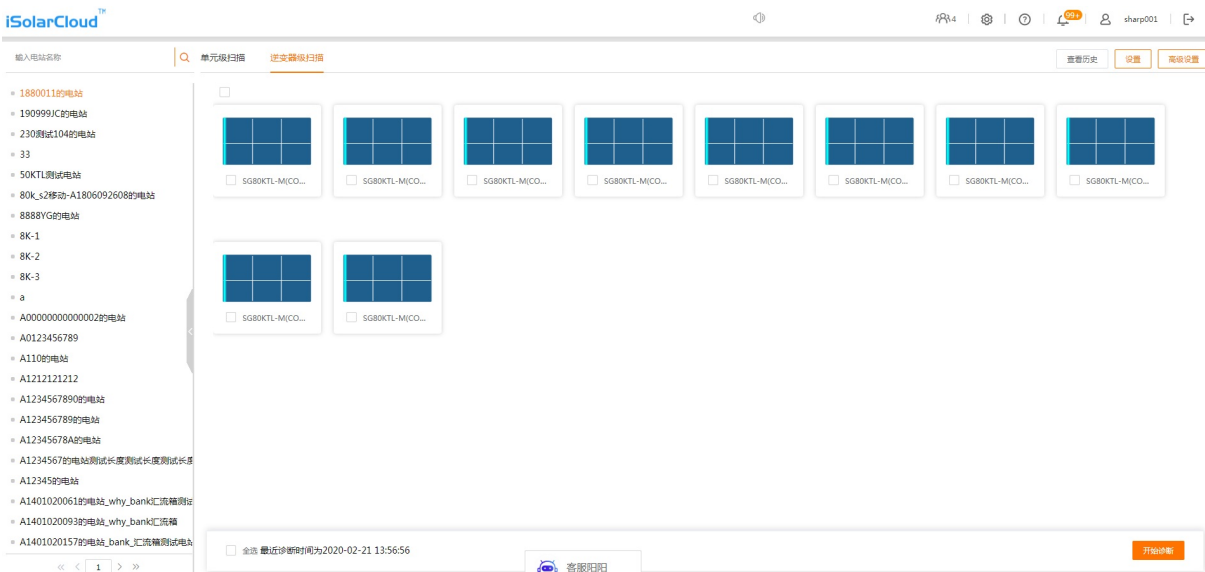 iSolarCloud™
4
99+
sharp001
输入电站名称
单元级扫描
逆变器级扫描
查看历史
设置
高级设置
1880011的电站
190999JC的电站
230测试104的电站
33
50KTL测试电站
80k_s2移动-A1806092608的电站
8888YG的电站
8K-1
8K-2
8K-3
a
A00000000000002的电站
A0123456789
A110的电站
A1212121212
A1234567890的电站
A123456789的电站
A12345678A的电站
A1234567的电站测试长度测试长度测试长度
A12345的电站
A1401020061的电站_why_bank汇流箱测试
A1401020093的电站_why_bank汇流箱
A1401020157的电站_bank_汇流箱测试电站
1
SG80KTL-M(CO...
SG80KTL-M(CO...
SG80KTL-M(CO...
SG80KTL-M(CO...
SG80KTL-M(CO...
SG80KTL-M(CO...
SG80KTL-M(CO...
SG80KTL-M(CO...
SG80KTL-M(CO...
SG80KTL-M(CO...
全选 最近诊断时间为2020-02-21 13:56:56
开始诊断
客服阳阳